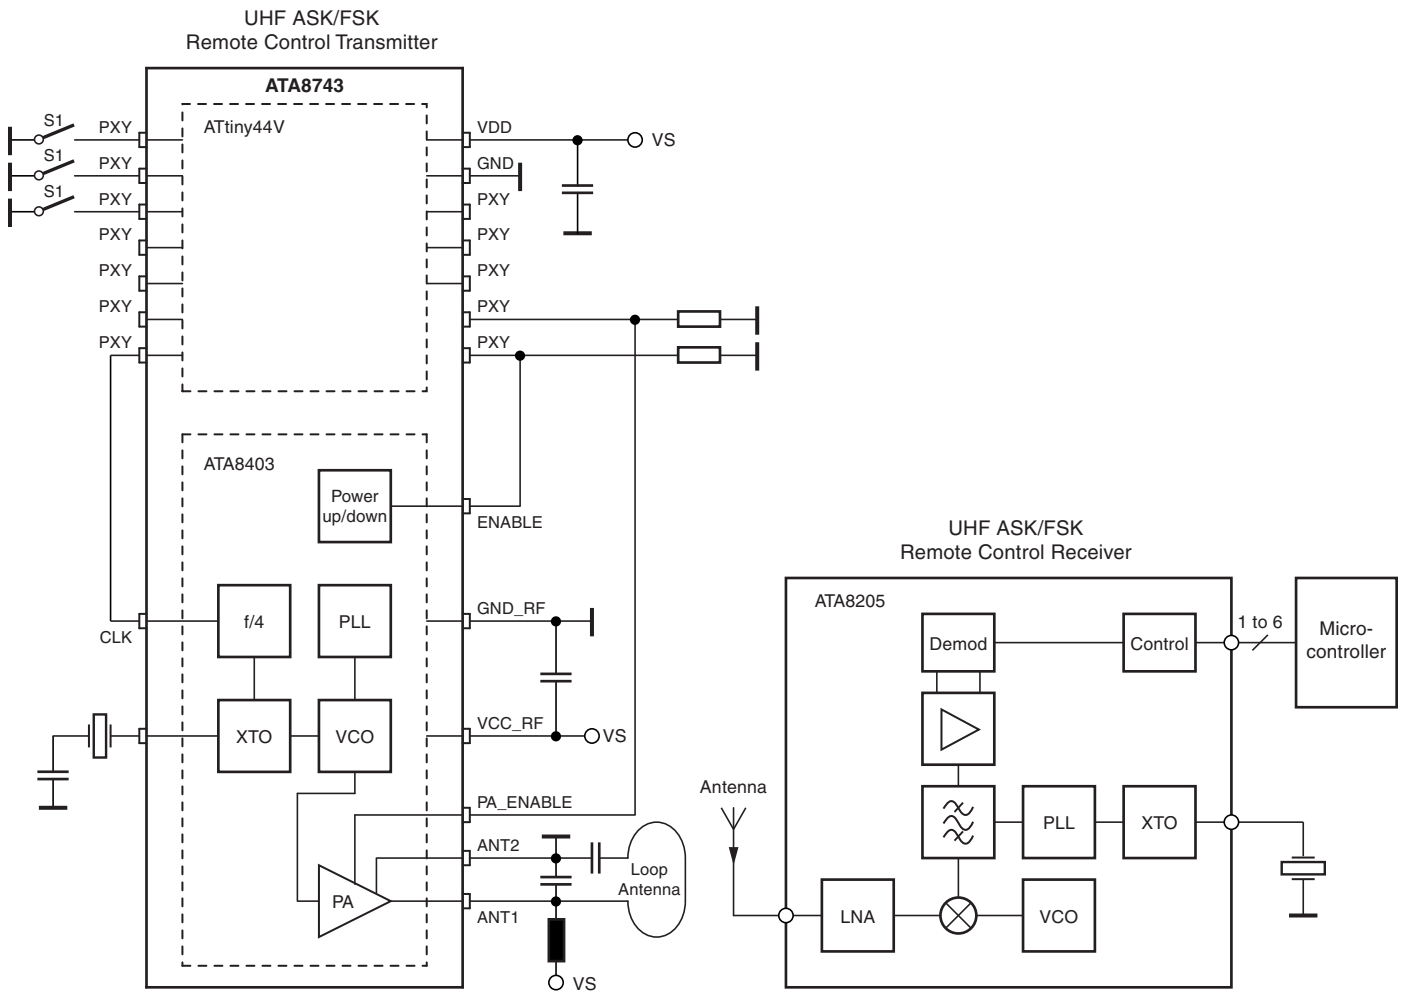 UHF ASK/FSK
Remote Control Transmitter
ATA8743
ATtiny44V
S1
PXY
VDD
VS
S1
PXY
GND
S1
PXY
PXY
PXY
PXY
PXY
PXY
PXY
PXY
PXY
PXY
ATA8403
Power
up/down
ENABLE
f/4
PLL
GND_RF
CLK
XTO
VCO
VCC_RF
VS
PA_ENABLE
ANT2
Loop
Antenna
PA
ANT1
VS
UHF ASK/FSK
Remote Control Receiver
ATA8205
Demod
Control
1 to 6
Micro-
controller
Antenna
PLL
XTO
LNA
VCO